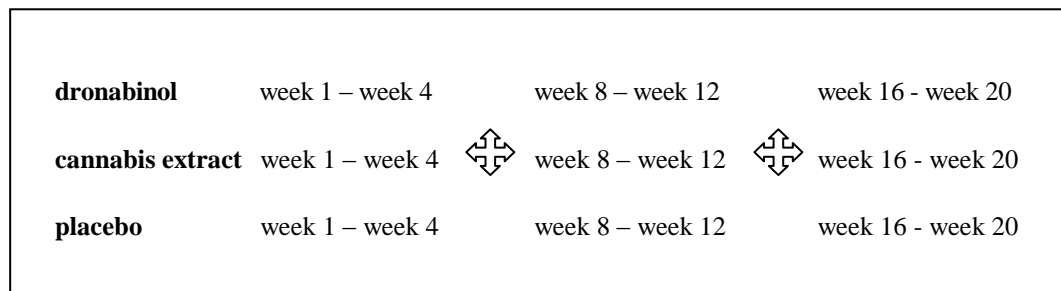 dronabinol week 1 – week 4 week 8 – week 12 week 16 - week 20
cannabis extract week 1 – week 4 week 8 – week 12 week 16 - week 20
placebo week 1 – week 4 week 8 – week 12 week 16 - week 20